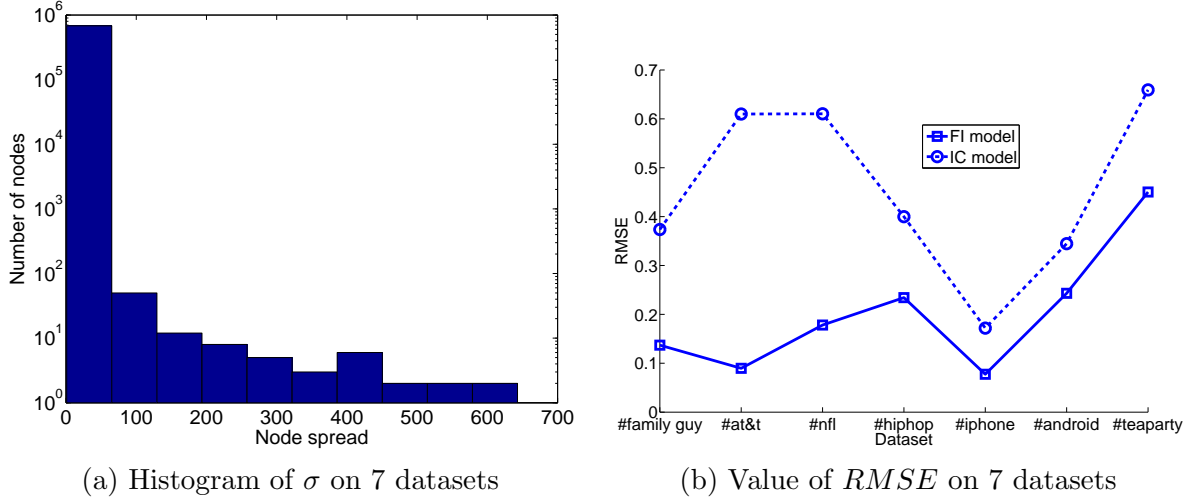 10^6
10^5
10^4
10^3
10^2
10^1
10^0
Number of nodes
0 100 200 300 400 500 600 700
Node spread
(a) Histogram of σ on 7 datasets
0.7
0.6
0.5
0.4
0.3
0.2
0.1
0
RMSE
FI model
IC model
#family guy #at&t #nfl #hiphop #iphone #android #teaparty
Dataset
(b) Value of RMSE on 7 datasets